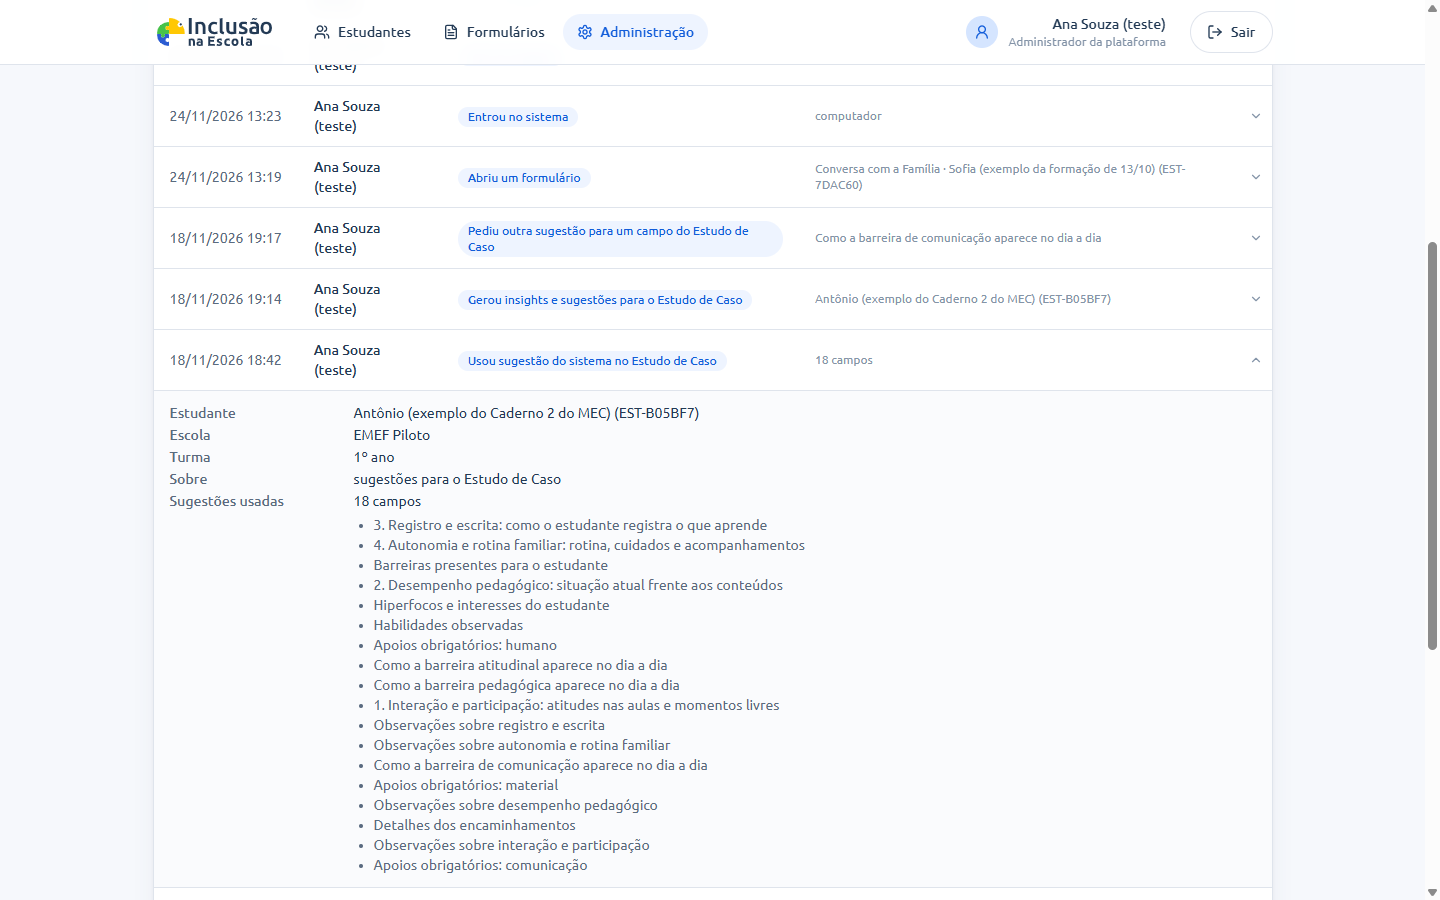 Inclusão
na Escola
Estudantes
Formulários
Administração
Ana Souza (teste)
Administrador da plataforma
Sair
(teste)
24/11/2026 13:23
Ana Souza
(teste)
Entrou no sistema
computador
24/11/2026 13:19
Ana Souza
(teste)
Abriu um formulário
Conversa com a Família · Sofia (exemplo da formação de 13/10) (EST-
7DAC60)
18/11/2026 19:17
Ana Souza
(teste)
Pediu outra sugestão para um campo do Estudo de
Caso
Como a barreira de comunicação aparece no dia a dia
18/11/2026 19:14
Ana Souza
(teste)
Gerou insights e sugestões para o Estudo de Caso
Antônio (exemplo do Caderno 2 do MEC) (EST-B05BF7)
18/11/2026 18:42
Ana Souza
(teste)
Usou sugestão do sistema no Estudo de Caso
18 campos
Estudante
Antônio (exemplo do Caderno 2 do MEC) (EST-B05BF7)
Escola
EMEF Piloto
Turma
1º ano
Sobre
sugestões para o Estudo de Caso
Sugestões usadas
18 campos
• 3. Registro e escrita: como o estudante registra o que aprende
• 4. Autonomia e rotina familiar: rotina, cuidados e acompanhamentos
• Barreiras presentes para o estudante
• 2. Desempenho pedagógico: situação atual frente aos conteúdos
• Hiperfocos e interesses do estudante
• Habilidades observadas
• Apoios obrigatórios: humano
• Como a barreira atitudinal aparece no dia a dia
• Como a barreira pedagógica aparece no dia a dia
• 1. Interação e participação: atitudes nas aulas e momentos livres
• Observações sobre registro e escrita
• Observações sobre autonomia e rotina familiar
• Como a barreira de comunicação aparece no dia a dia
• Apoios obrigatórios: material
• Observações sobre desempenho pedagógico
• Detalhes dos encaminhamentos
• Observações sobre interação e participação
• Apoios obrigatórios: comunicação